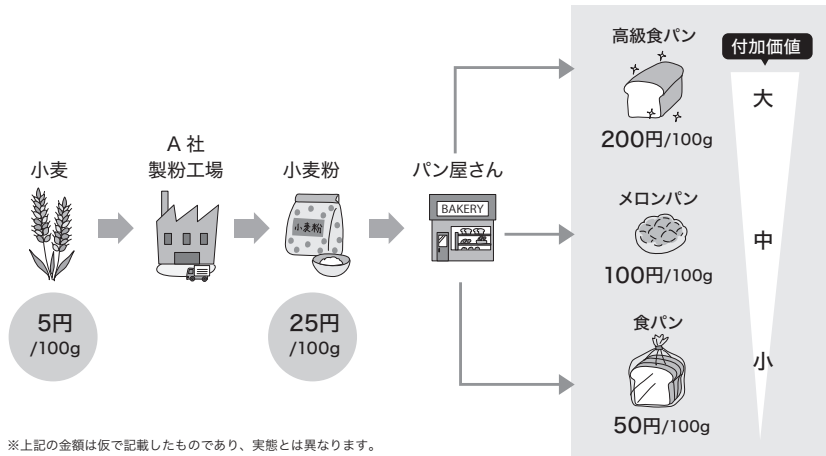 小麦
5円
/100g
A 社
製粉工場
小麦粉
小麦粉
25円
/100g
パン屋さん
BAKERY
高級食パン
200円/100g
メロンパン
100円/100g
食パン
50円/100g
付加価値
大
中
小
※上記の金額は仮で記載したものであり、実態とは異なります。